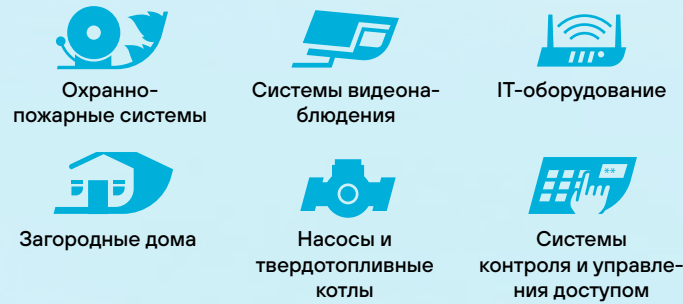 Охранно-
пожарные системы
Системы видеона-
блюдения
IT-оборудование
Загородные дома
Насосы и
твердотопливные
котлы
**
Системы
контроля и управле-
ния доступом